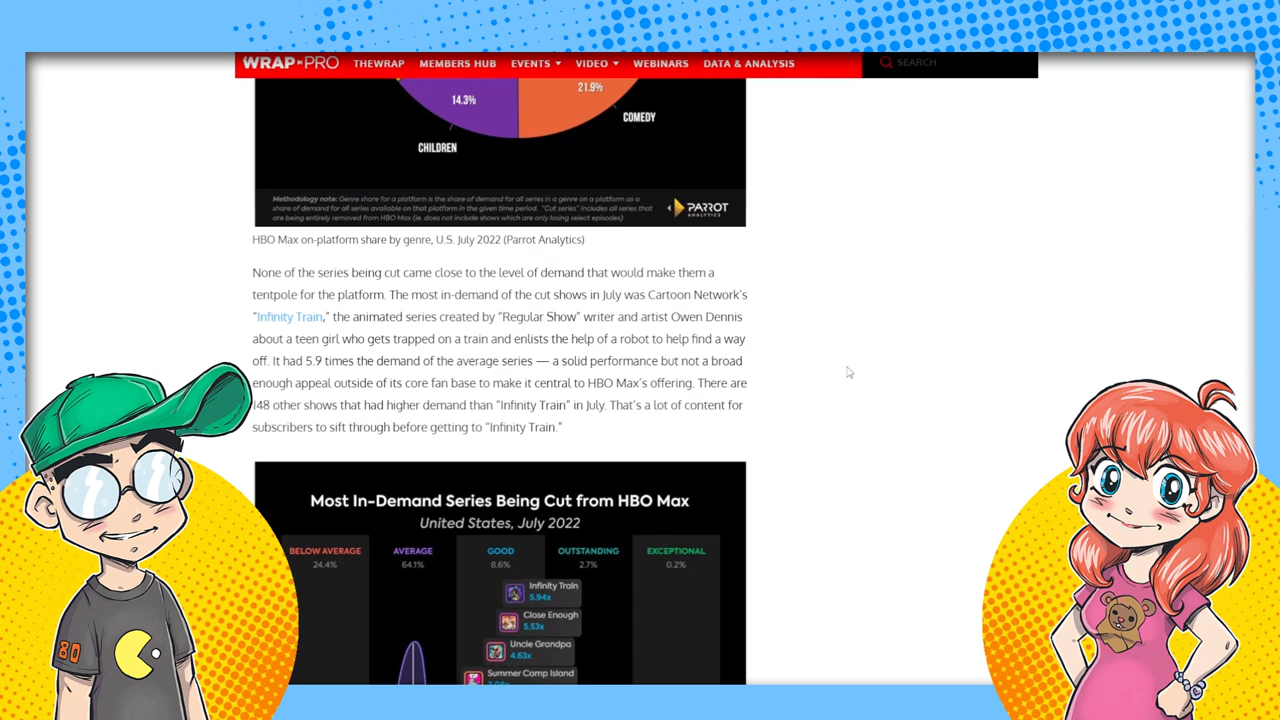 WRAP PRO THEWRAP MEMBERS HUB EVENTS VIDEO WEBINARS DATA & ANALYSIS SEARCH
14.3%
21.9%
COMEDY
CHILDREN
Methodology note: Genre share for a platform is the share of demand for all series in a genre on a platform as a
share of demand for all series available on that platform in the given time period. "Cut series" includes all series that
are being entirely removed from HBO Max (ie. does not include shows which are only losing select episodes)
PARROT
ANALYTICS
HBO Max on-platform share by genre, U.S. July 2022 (Parrot Analytics)
None of the series being cut came close to the level of demand that would make them a
tentpole for the platform. The most in-demand of the cut shows in July was Cartoon Network's
"Infinity Train," the animated series created by "Regular Show" writer and artist Owen Dennis
about a teen girl who gets trapped on a train and enlists the help of a robot to help find a way
off. It had 5.9 times the demand of the average series — a solid performance but not a broad
enough appeal outside of its core fan base to make it central to HBO Max's offering. There are
148 other shows that had higher demand than "Infinity Train" in July. That's a lot of content for
subscribers to sift through before getting to "Infinity Train."
Most In-Demand Series Being Cut from HBO Max
United States, July 2022
BELOW AVERAGE AVERAGE GOOD OUTSTANDING EXCEPTIONAL
24.4% 64.1% 8.6% 2.7% 0.2%
Infinity Train
5.94x
Close Enough
5.53x
Uncle Grandpa
4.63x
Summer Camp Island
80